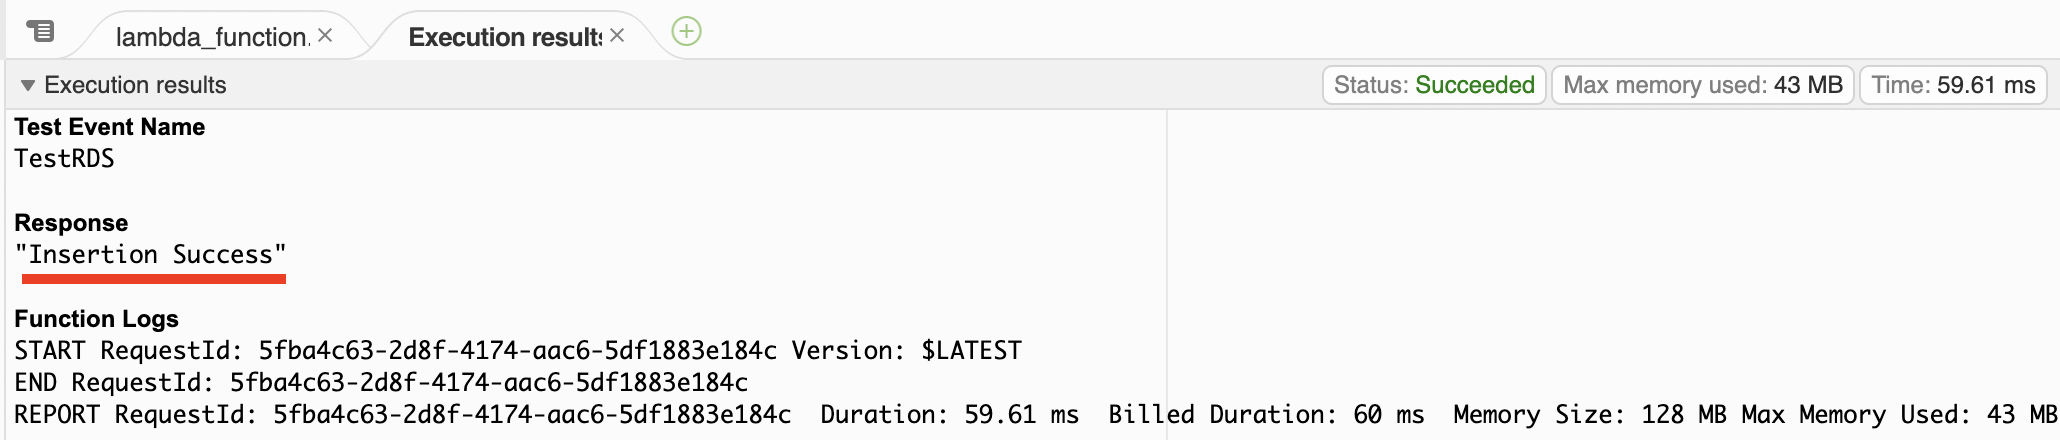 lambda_function.
Execution results
Execution results
Status: Succeeded
Max memory used: 43 MB
Time: 59.61 ms
Test Event Name
TestRDS
Response
"Insertion Success"
Function Logs
START RequestId: 5fba4c63-2d8f-4174-aac6-5df1883e184c Version: $LATEST
END RequestId: 5fba4c63-2d8f-4174-aac6-5df1883e184c
REPORT RequestId: 5fba4c63-2d8f-4174-aac6-5df1883e184c Duration: 59.61 ms Billed Duration: 60 ms Memory Size: 128 MB Max Memory Used: 43 MB